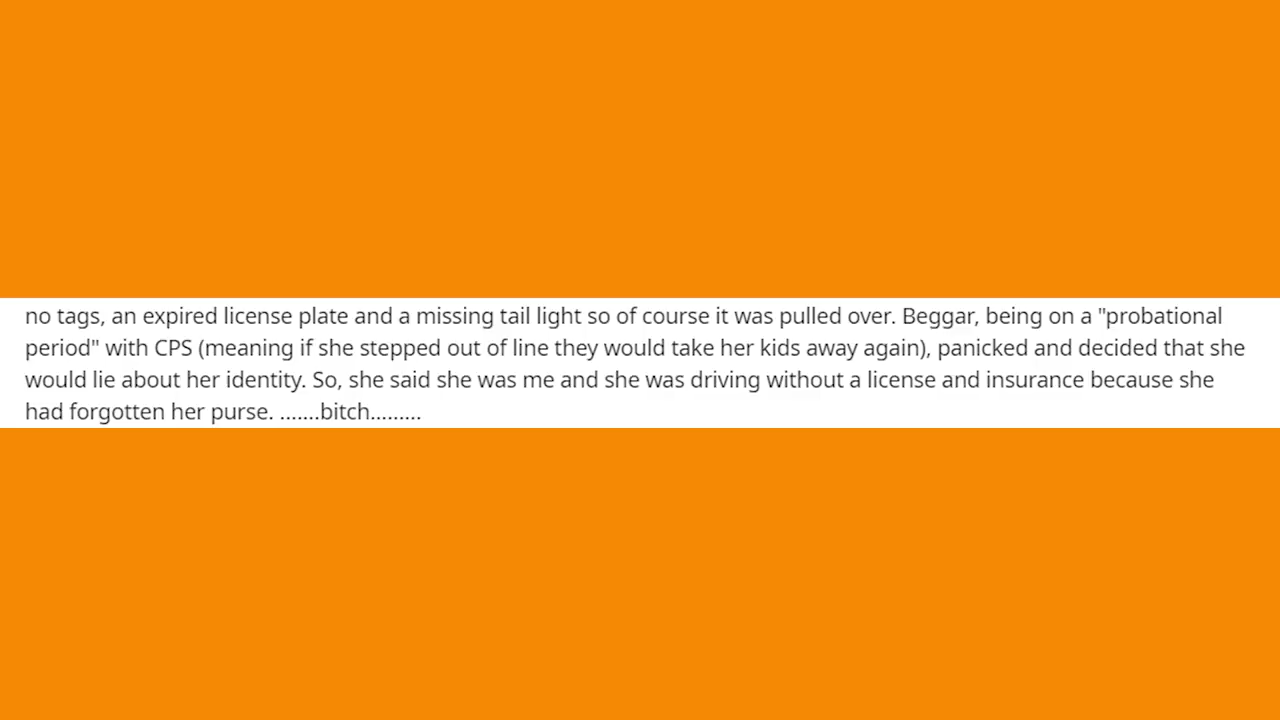 no tags, an expired license plate and a missing tail light so of course it was pulled over. Beggar, being on a "probational
period" with CPS (meaning if she stepped out of line they would take her kids away again), panicked and decided that she
would lie about her identity. So, she said she was me and she was driving without a license and insurance because she
had forgotten her purse. .......bitch.........